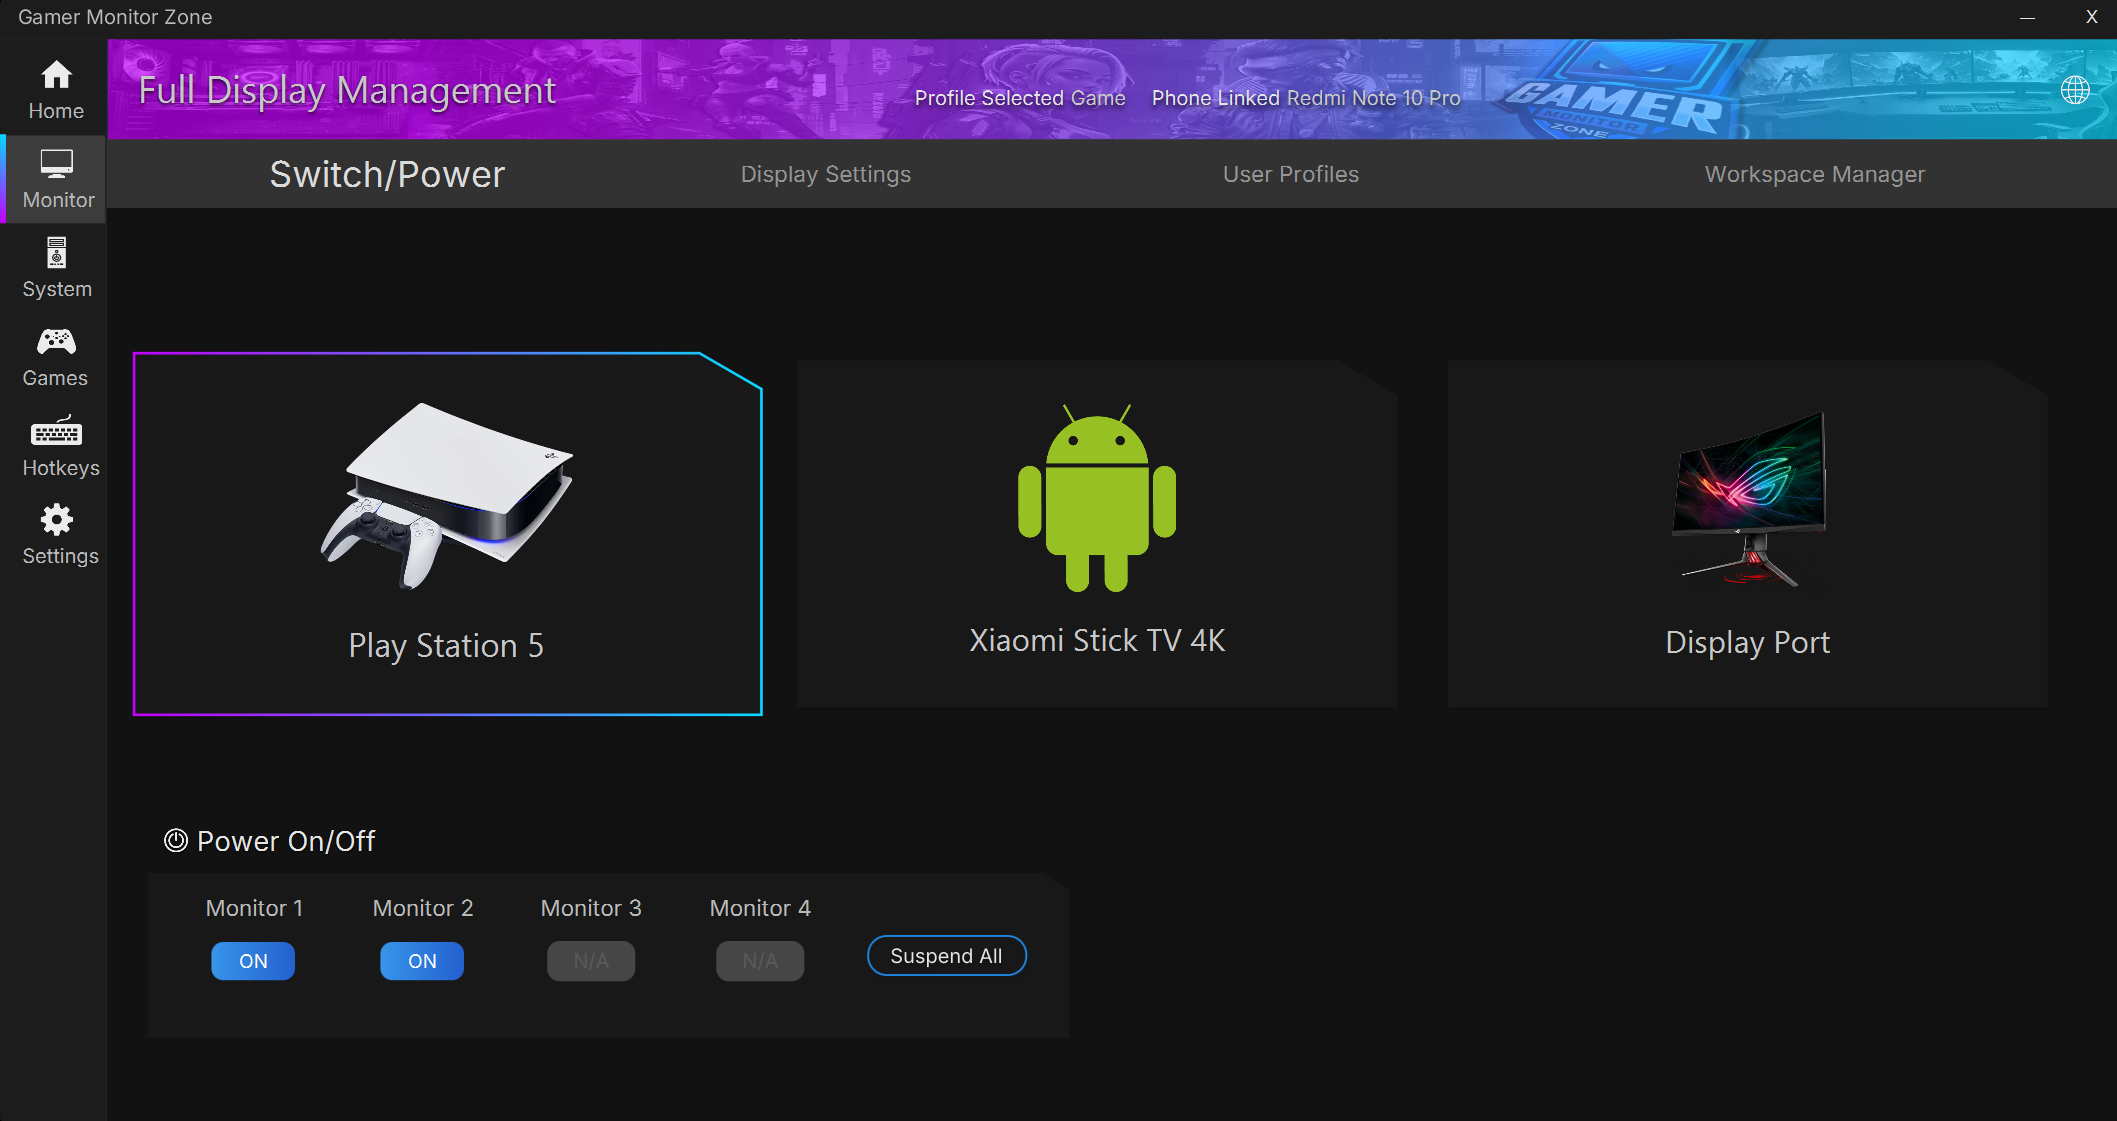 Gamer Monitor Zone
— X
Home
Full Display Management
Profile Selected Game Phone Linked Redmi Note 10 Pro
GAMER
MONITOR
ZONE
Monitor
Switch/Power Display Settings User Profiles Workspace Manager
System
Games
Hotkeys
Settings
Play Station 5
Xiaomi Stick TV 4K
Display Port
Power On/Off
Monitor 1 Monitor 2 Monitor 3 Monitor 4
ON ON N/A N/A Suspend All